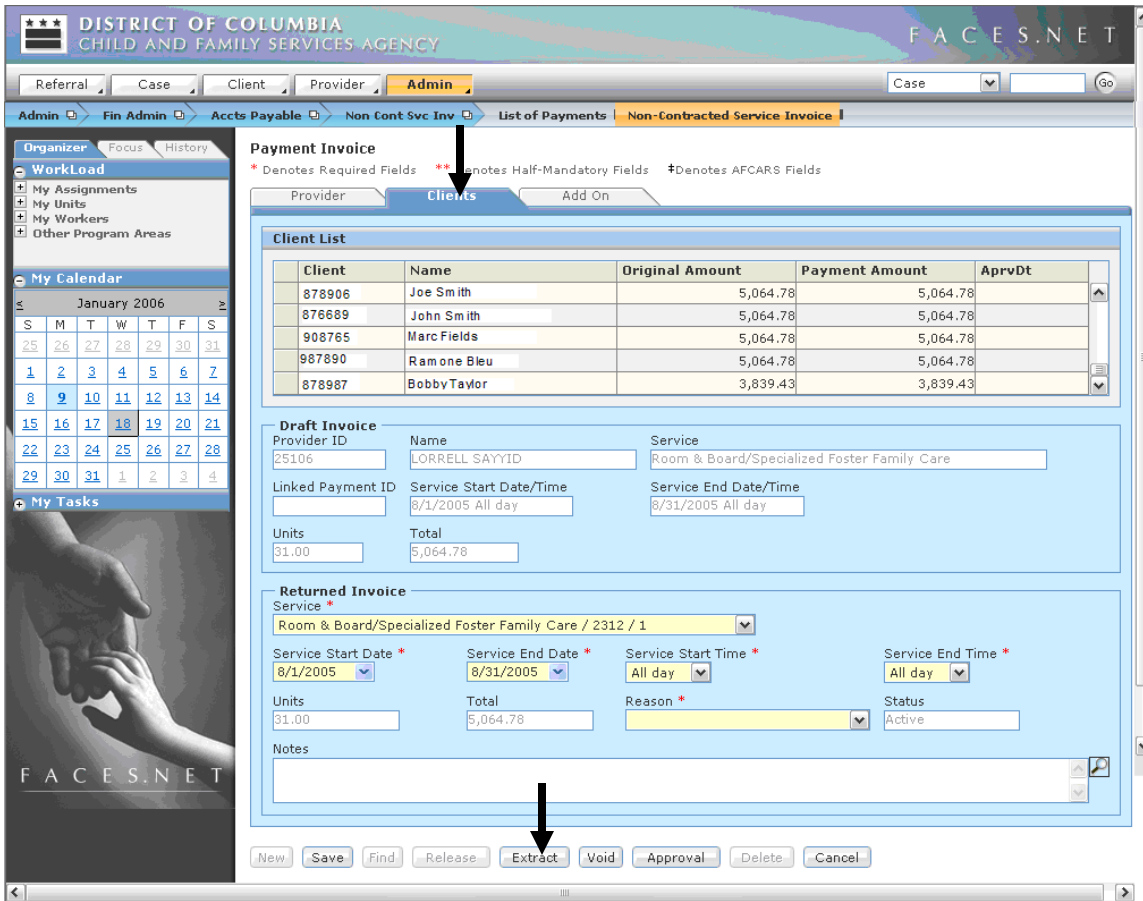 DISTRICT OF COLUMBIA
CHILD AND FAMILY SERVICES AGENCY
F A C E S . N E T
Referral Case Client Provider Admin Case Go
Admin Fin Admin Accts Payable Non Cont Svc Inv List of Payments Non-Contracted Service Invoice
Organizer Focus History
WorkLoad
My Assignments
My Units
My Workers
Other Program Areas
My Calendar
< January 2006 >
S M T W T F S
25 26 27 28 29 30 31
1 2 3 4 5 6 7
8 9 10 11 12 13 14
15 16 17 18 19 20 21
22 23 24 25 26 27 28
29 30 31 1 2 3 4
My Tasks
F A C E S . N E T
Payment Invoice
* Denotes Required Fields ** Denotes Half-Mandatory Fields ‡Denotes AFCARS Fields
Provider Clients Add On
Client List
Client Name Original Amount Payment Amount AprvDt
878906 Joe Smith 5,064.78 5,064.78
876689 John Smith 5,064.78 5,064.78
908765 Marc Fields 5,064.78 5,064.78
987890 Ramone Bleu 5,064.78 5,064.78
878987 Bobby Taylor 3,839.43 3,839.43
Draft Invoice
Provider ID Name Service
25106 LORRELL SAYYID Room & Board/Specialized Foster Family Care
Linked Payment ID Service Start Date/Time Service End Date/Time
8/1/2005 All day 8/31/2005 All day
Units Total
31.00 5,064.78
Returned Invoice
Service *
Room & Board/Specialized Foster Family Care / 2312 / 1
Service Start Date * Service End Date * Service Start Time * Service End Time *
8/1/2005 8/31/2005 All day All day
Units Total Reason * Status
31.00 5,064.78 Active
Notes
New Save Find Release Extract Void Approval Delete Cancel